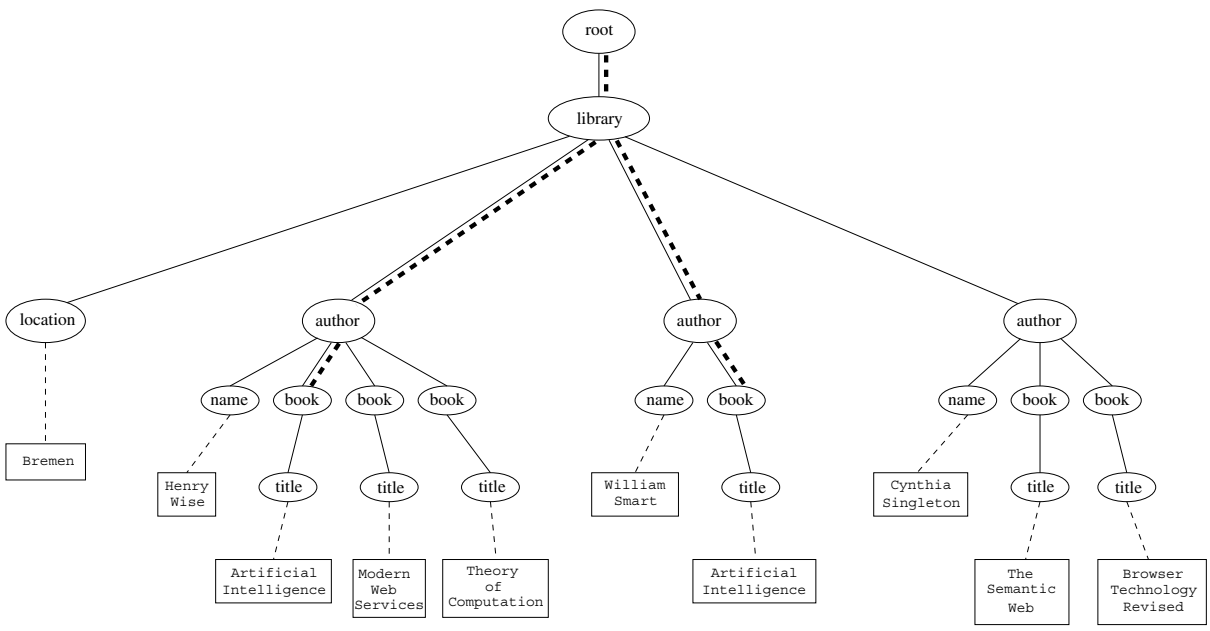 root
library
location
author
author
author
name
book
book
book
name
book
name
book
book
Bremen
Henry
Wise
title
title
title
William
Smart
title
Cynthia
Singleton
title
title
Artificial
Intelligence
Modern
Web
Services
Theory
of
Computation
Artificial
Intelligence
The
Semantic
Web
Browser
Technology
Revised